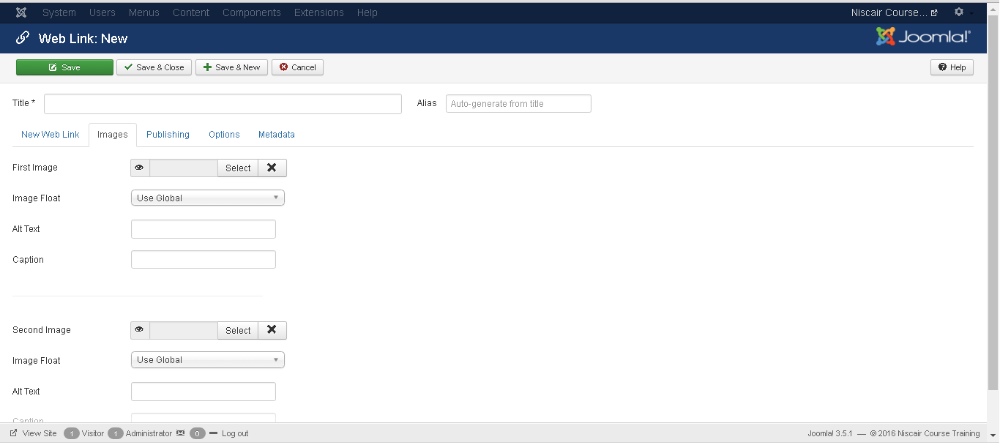 System Users Menus Content Components Extensions Help Niscair Course...
Web Link: New Joomla!®
Save Save & Close Save & New Cancel Help
Title * Alias Auto-generate from title
New Web Link Images Publishing Options Metadata
First Image Select
Image Float Use Global
Alt Text
Caption
Second Image Select
Image Float Use Global
Alt Text
Caption
View Site 1 Visitor 1 Administrator 0 Log out Joomla! 3.5.1 — © 2016 Niscair Course Training